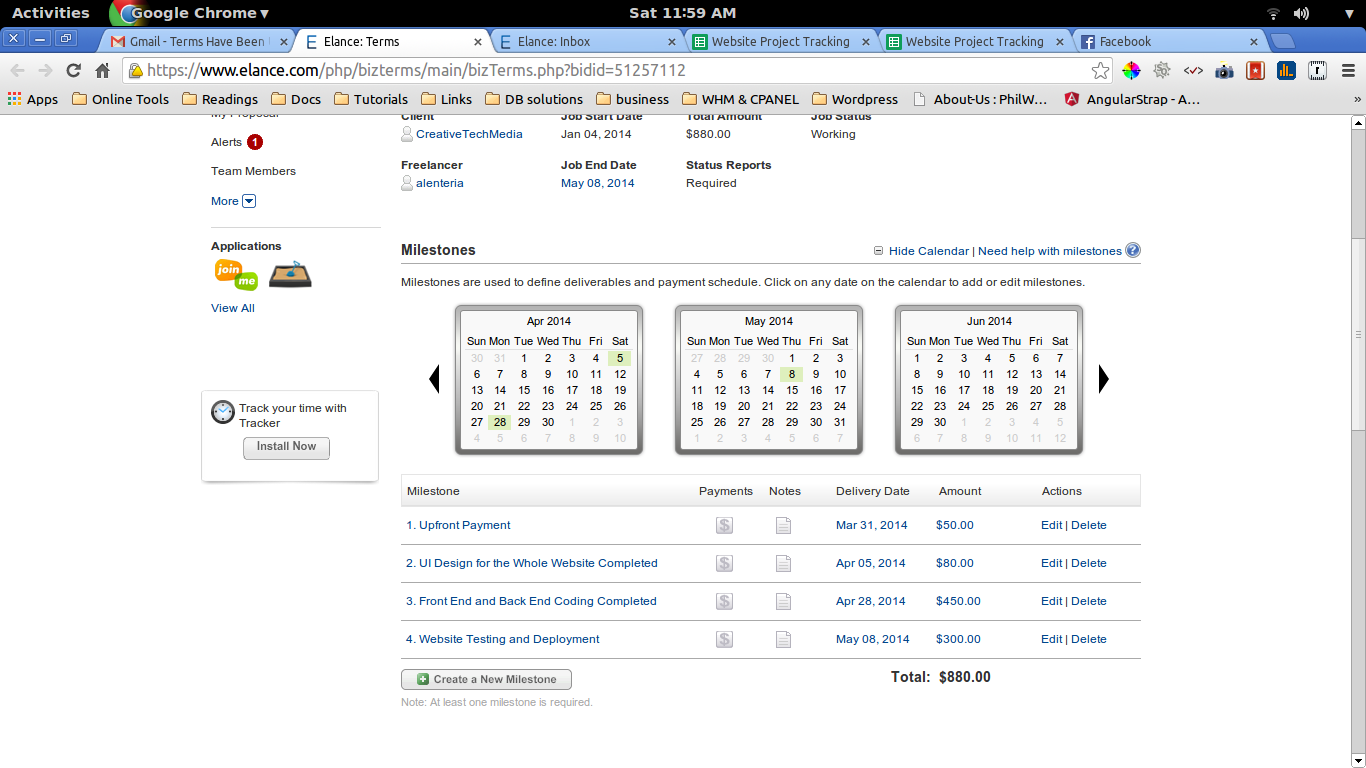 Activities Google Chrome ▾ Sat 11:59 AM
Gmail - Terms Have Been Elance: Terms Elance: Inbox Website Project Tracking Website Project Tracking Facebook
https://www.elance.com/php/bizterms/main/bizTerms.php?bidid=51257112
Apps Online Tools Readings Docs Tutorials Links DB solutions business WHM & CPANEL Wordpress About-Us : PhilW... AngularStrap - A... »
My Proposal
Alerts 1
Team Members
More
Applications
join me
View All
Track your time with
Tracker
Install Now
Client Job Start Date Total Amount Job Status
CreativeTechMedia Jan 04, 2014 $880.00 Working
Freelancer Job End Date Status Reports
alenteria May 08, 2014 Required
Milestones Hide Calendar | Need help with milestones ?
Milestones are used to define deliverables and payment schedule. Click on any date on the calendar to add or edit milestones.
Apr 2014
Sun Mon Tue Wed Thu Fri Sat
30 31 1 2 3 4 5
6 7 8 9 10 11 12
13 14 15 16 17 18 19
20 21 22 23 24 25 26
27 28 29 30 1 2 3
4 5 6 7 8 9 10
May 2014
Sun Mon Tue Wed Thu Fri Sat
27 28 29 30 1 2 3
4 5 6 7 8 9 10
11 12 13 14 15 16 17
18 19 20 21 22 23 24
25 26 27 28 29 30 31
1 2 3 4 5 6 7
Jun 2014
Sun Mon Tue Wed Thu Fri Sat
1 2 3 4 5 6 7
8 9 10 11 12 13 14
15 16 17 18 19 20 21
22 23 24 25 26 27 28
29 30 1 2 3 4 5
6 7 8 9 10 11 12
Milestone Payments Notes Delivery Date Amount Actions
1. Upfront Payment $ Mar 31, 2014 $50.00 Edit | Delete
2. UI Design for the Whole Website Completed $ Apr 05, 2014 $80.00 Edit | Delete
3. Front End and Back End Coding Completed $ Apr 28, 2014 $450.00 Edit | Delete
4. Website Testing and Deployment $ May 08, 2014 $300.00 Edit | Delete
Create a New Milestone Total: $880.00
Note: At least one milestone is required.